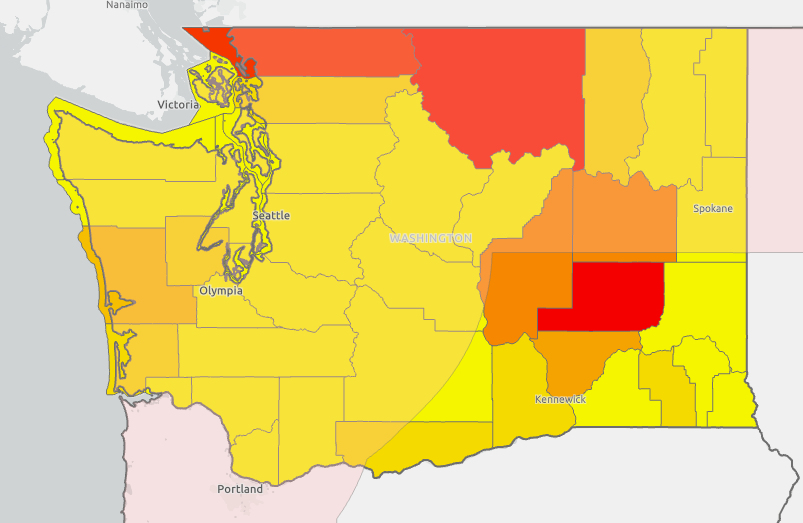 Nanaimo
Victoria
Seattle
WASHINGTON
Spokane
Olympia
Kennewick
Portland